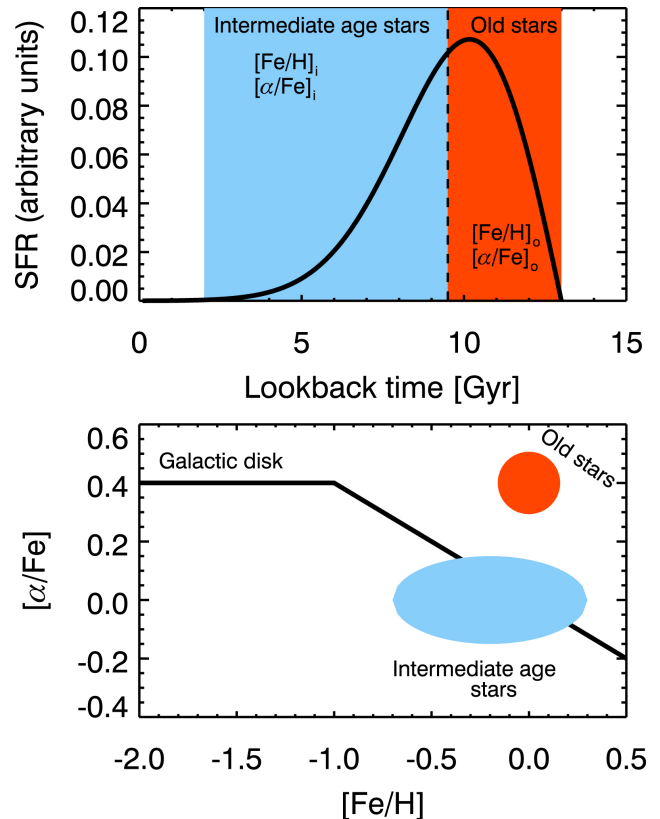 0.12
0.10
0.08
0.06
0.04
0.02
0.00
SFR (arbitrary units)
Intermediate age stars
[Fe/H]i
[α/Fe]i
Old stars
[Fe/H]o
[α/Fe]o
0 5 10 15
Lookback time [Gyr]
0.6
0.4
0.2
0.0
-0.2
-0.4
[α/Fe]
Galactic disk
Old stars
Intermediate age
stars
-2.0 -1.5 -1.0 -0.5 0.0 0.5
[Fe/H]